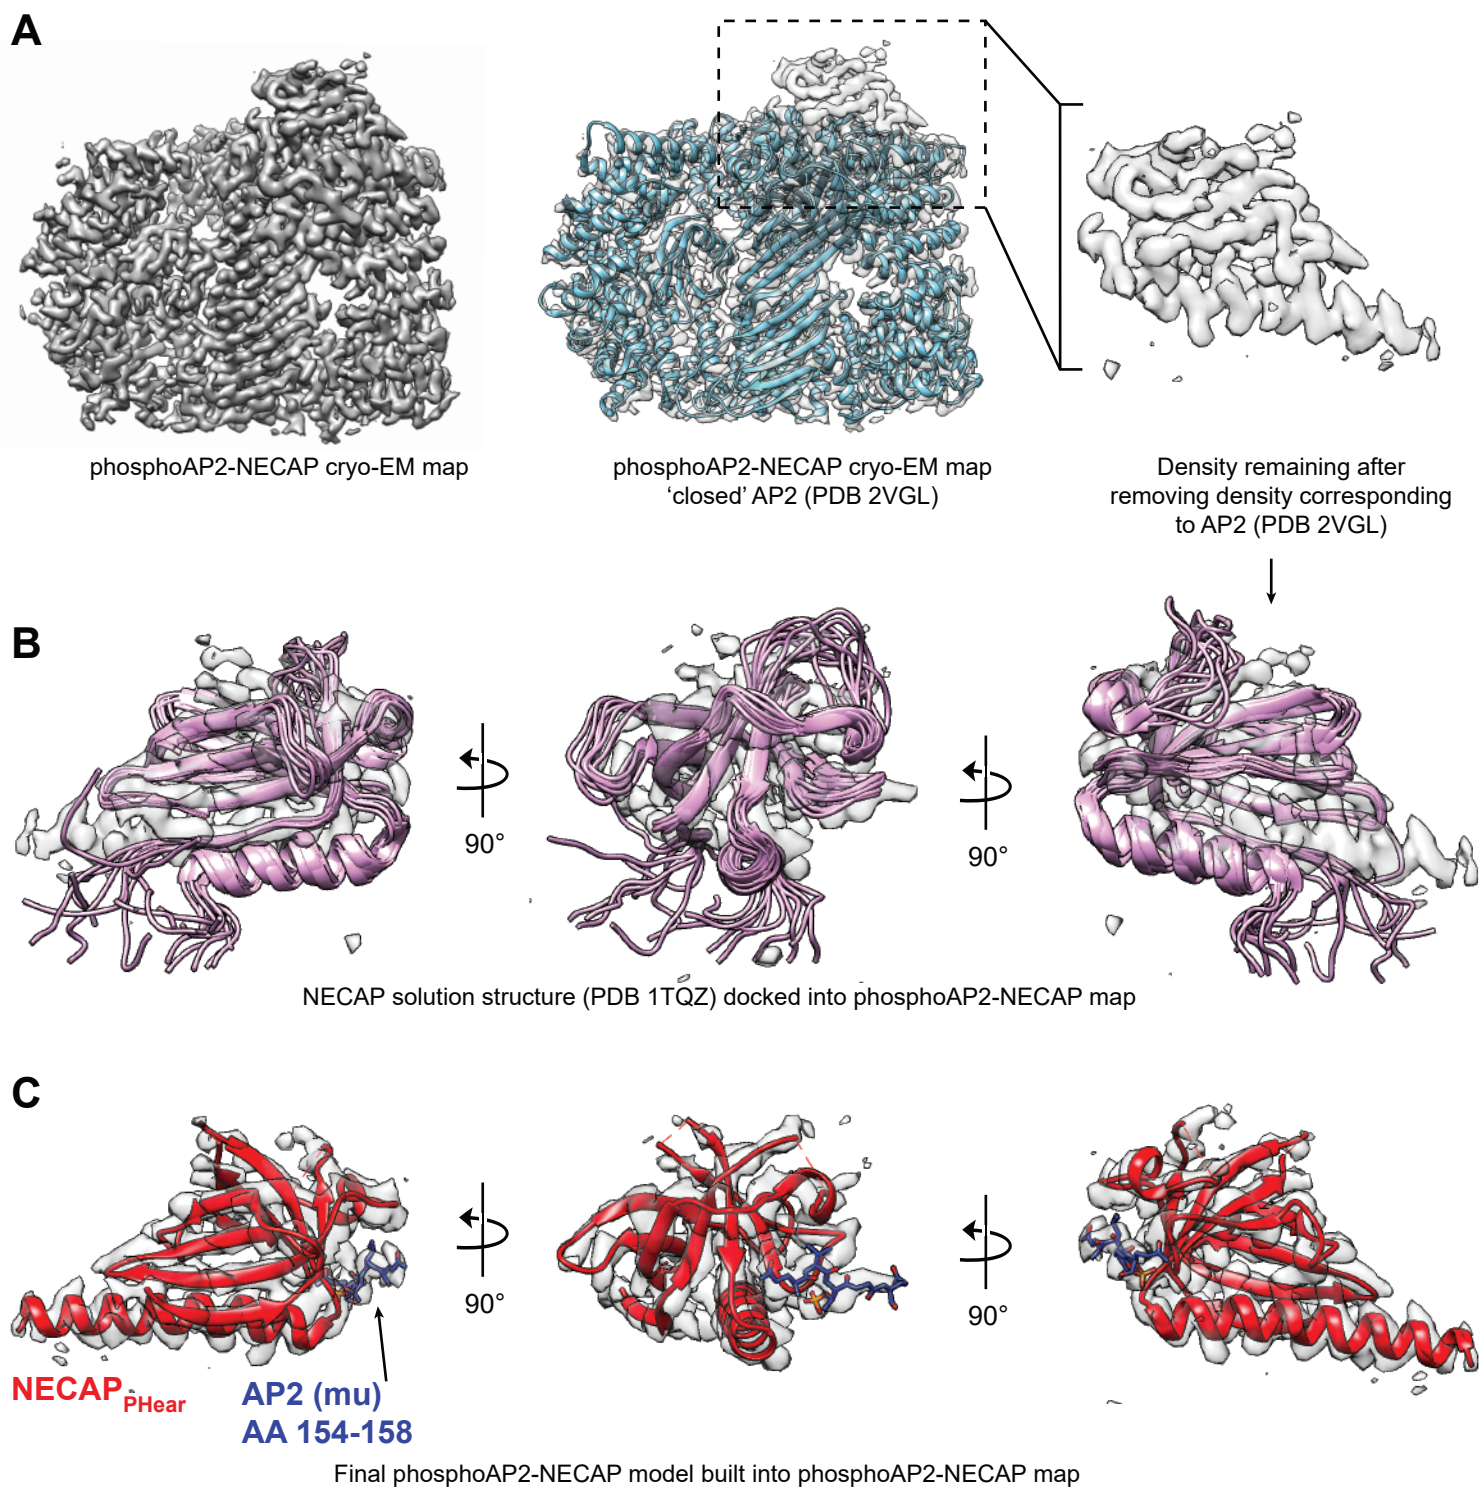 A
phosphoAP2-NECAP cryo-EM map
phosphoAP2-NECAP cryo-EM map
‘closed’ AP2 (PDB 2VGL)
Density remaining after
removing density corresponding
to AP2 (PDB 2VGL)
B
90°
90°
NECAP solution structure (PDB 1TQZ) docked into phosphoAP2-NECAP map
C
90°
90°
NECAP PHear
AP2 (mu)
AA 154-158
Final phosphoAP2-NECAP model built into phosphoAP2-NECAP map